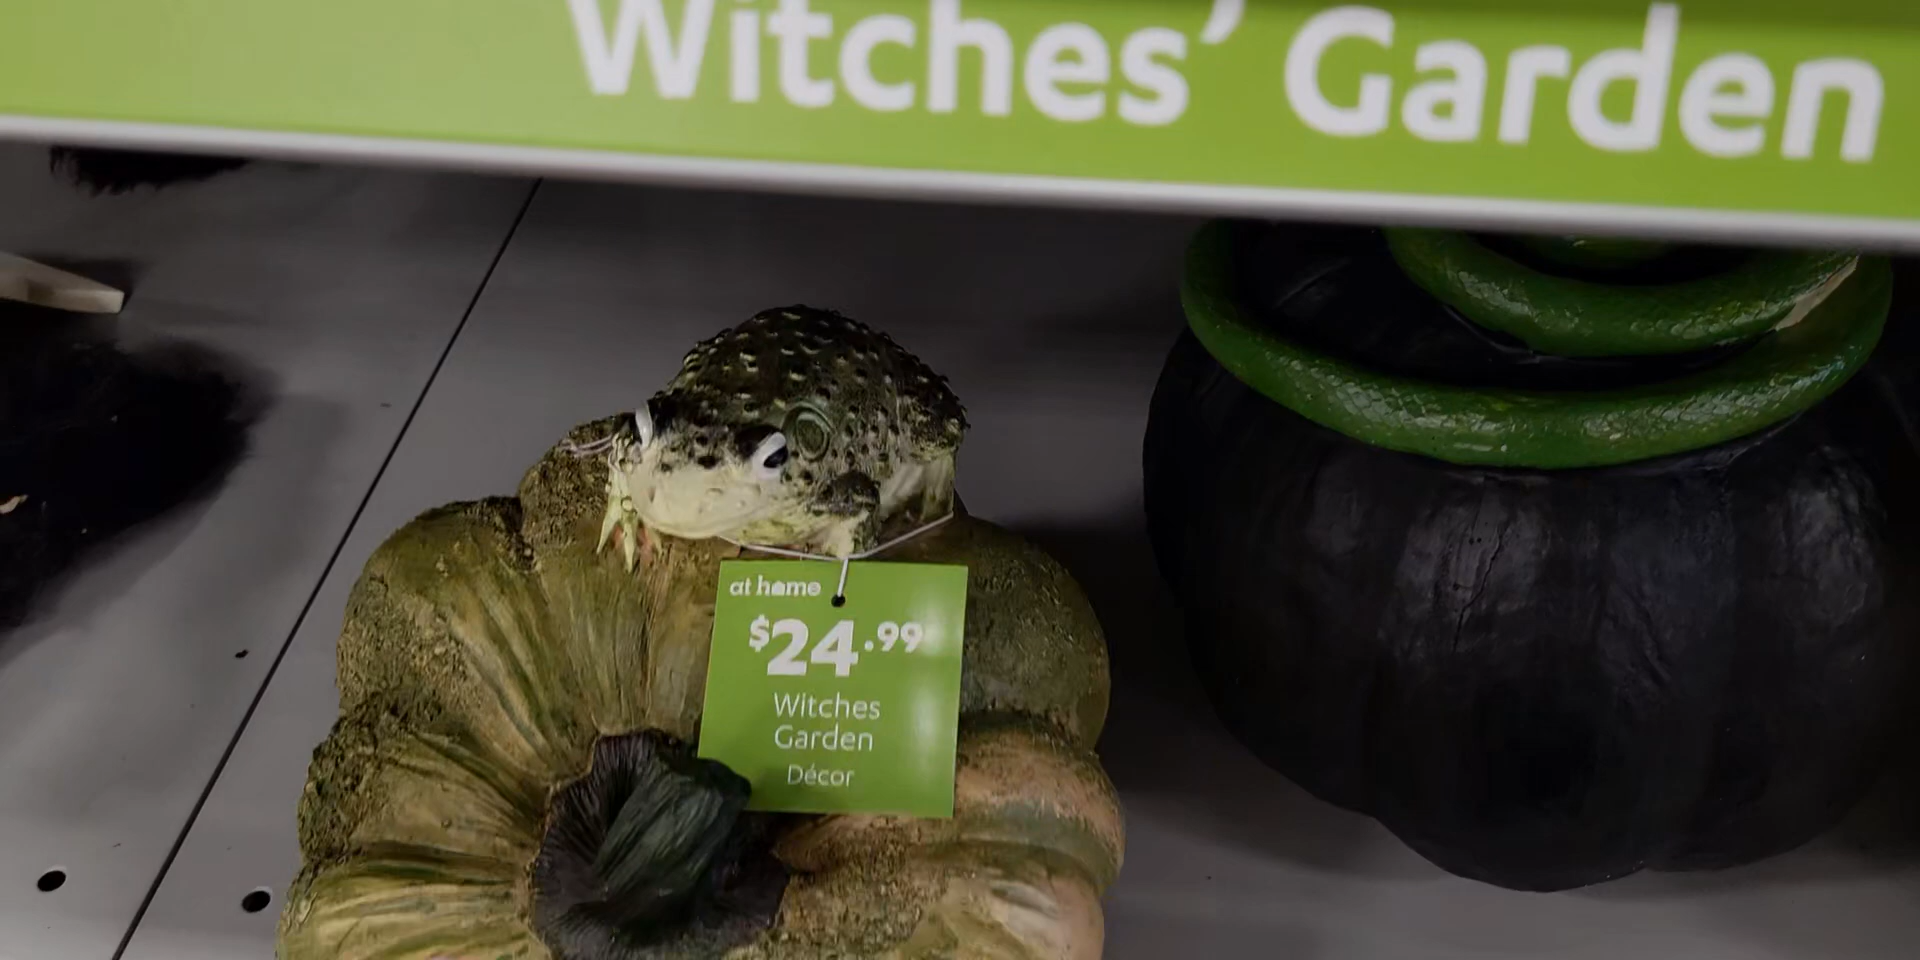 Witches’ Garden
at home
$24.99
Witches
Garden
Décor